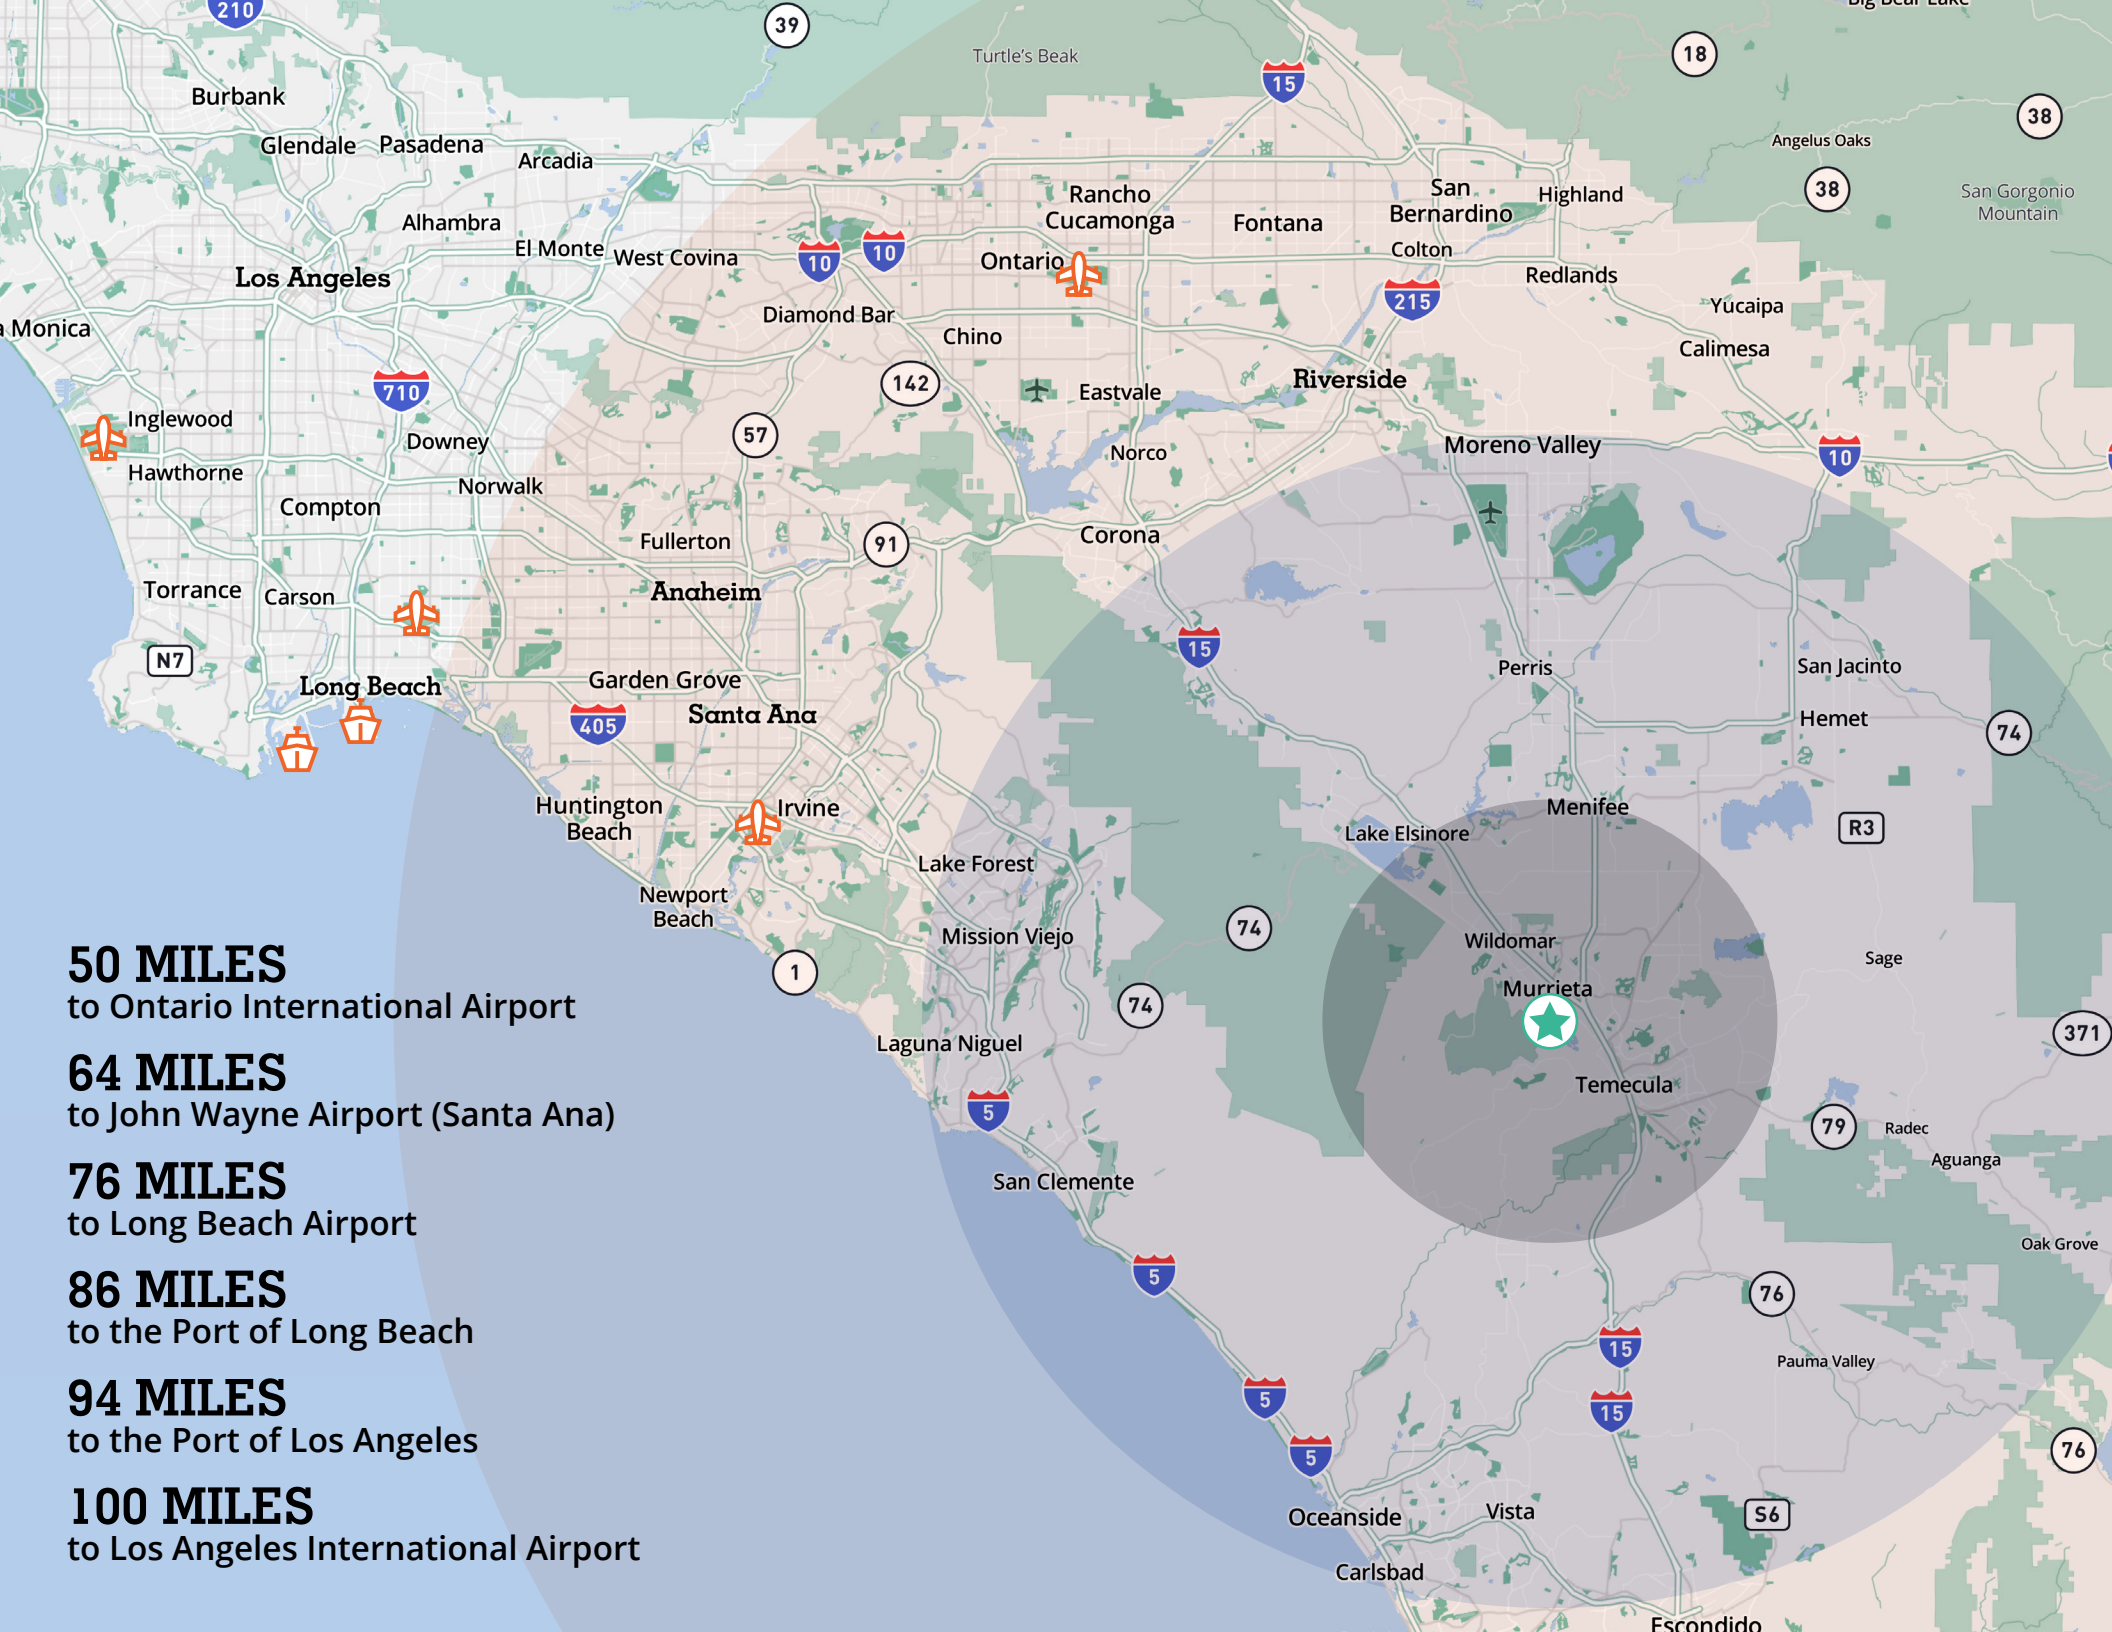 Big Bear Lake
210
39
18
Turtle's Beak
15
Burbank
38
Glendale
Pasadena
Angelus Oaks
Arcadia
38
San Gorgonio
Mountain
Rancho
Cucamonga
San
Bernardino
Highland
Alhambra
Fontana
El Monte
West Covina
10
10
Ontario
Colton
Redlands
Los Angeles
215
Yucaipa
Diamond Bar
a Monica
Chino
Calimesa
710
142
Eastvale
Riverside
Inglewood
57
Downey
Moreno Valley
Norco
10
Hawthorne
Norwalk
Compton
Fullerton
91
Corona
Torrance
Carson
Anaheim
15
N7
Perris
San Jacinto
Long Beach
Garden Grove
Santa Ana
405
Hemet
74
Huntington
Beach
Irvine
Menifee
Lake Elsinore
R3
Lake Forest
Newport
Beach
74
Mission Viejo
Wildomar
Sage
1
74
Murrieta
Laguna Niguel
371
Temecula
5
79
Radec
Aguanga
San Clemente
Oak Grove
5
76
15
Pauma Valley
5
15
5
76
Oceanside
Vista
S6
Carlsbad
Escondido
50 MILES
to Ontario International Airport
64 MILES
to John Wayne Airport (Santa Ana)
76 MILES
to Long Beach Airport
86 MILES
to the Port of Long Beach
94 MILES
to the Port of Los Angeles
100 MILES
to Los Angeles International Airport